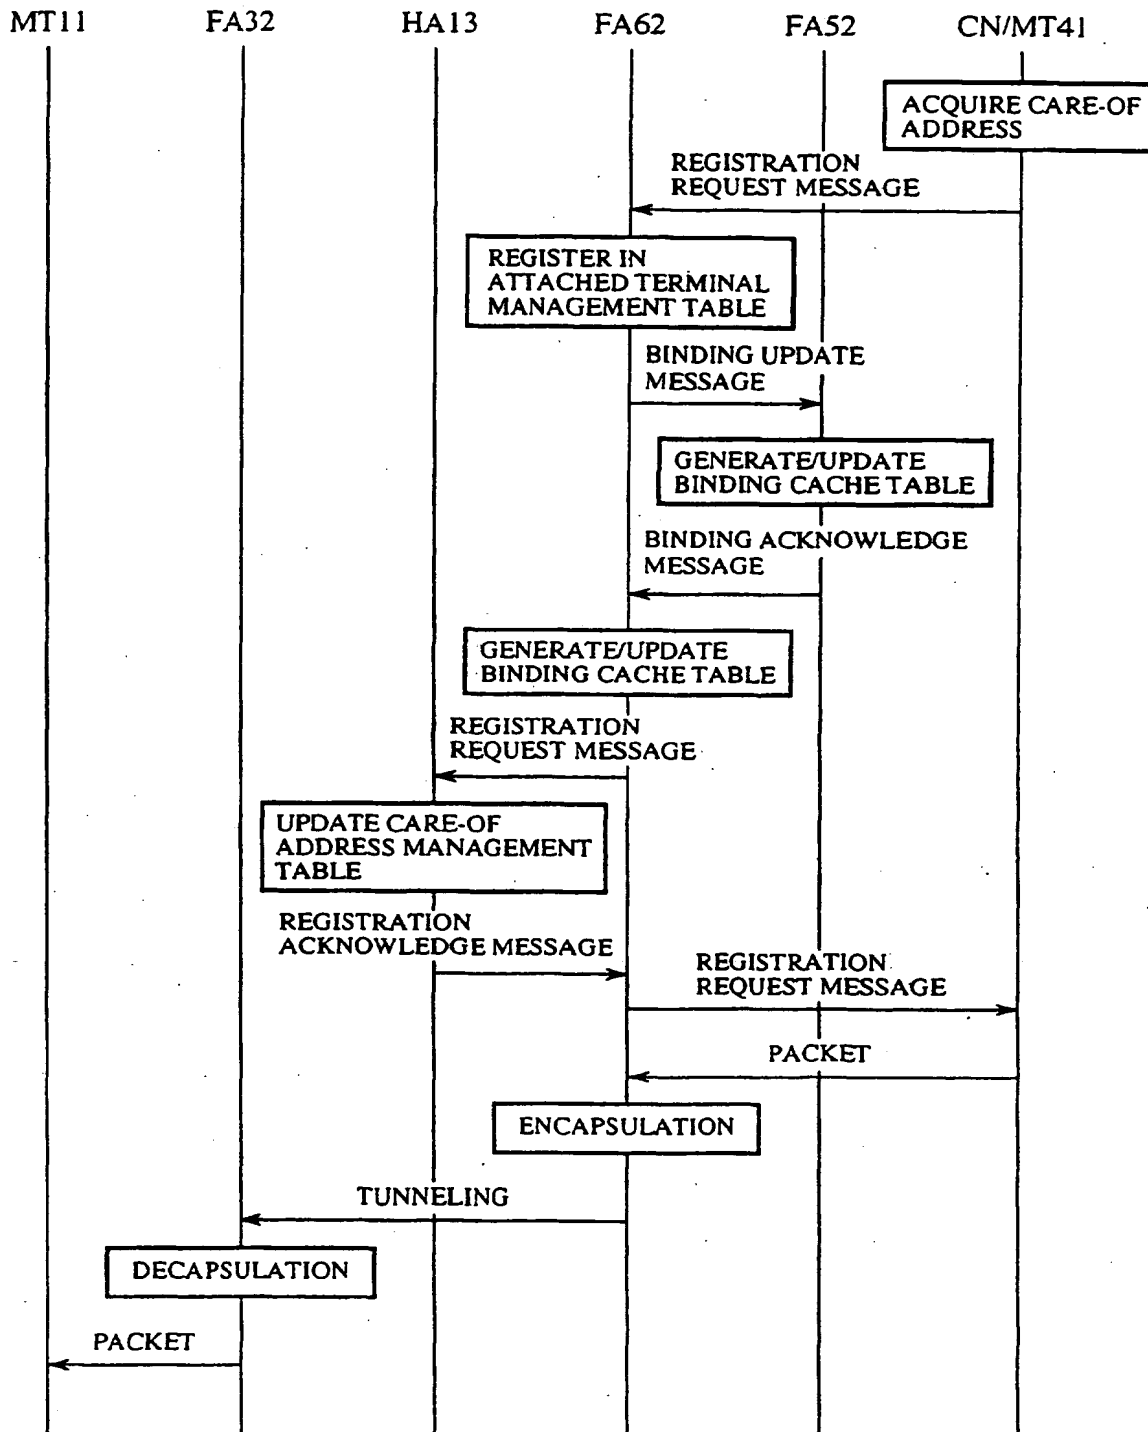 MT11 FA32 HA13 FA62 FA52 CN/MT41
ACQUIRE CARE-OF
ADDRESS
REGISTRATION
REQUEST MESSAGE
REGISTER IN
ATTACHED TERMINAL
MANAGEMENT TABLE
BINDING UPDATE
MESSAGE
GENERATE/UPDATE
BINDING CACHE TABLE
BINDING ACKNOWLEDGE
MESSAGE
GENERATE/UPDATE
BINDING CACHE TABLE
REGISTRATION
REQUEST MESSAGE
UPDATE CARE-OF
ADDRESS MANAGEMENT
TABLE
REGISTRATION
ACKNOWLEDGE MESSAGE
REGISTRATION
REQUEST MESSAGE
PACKET
ENCAPSULATION
TUNNELING
DECAPSULATION
PACKET